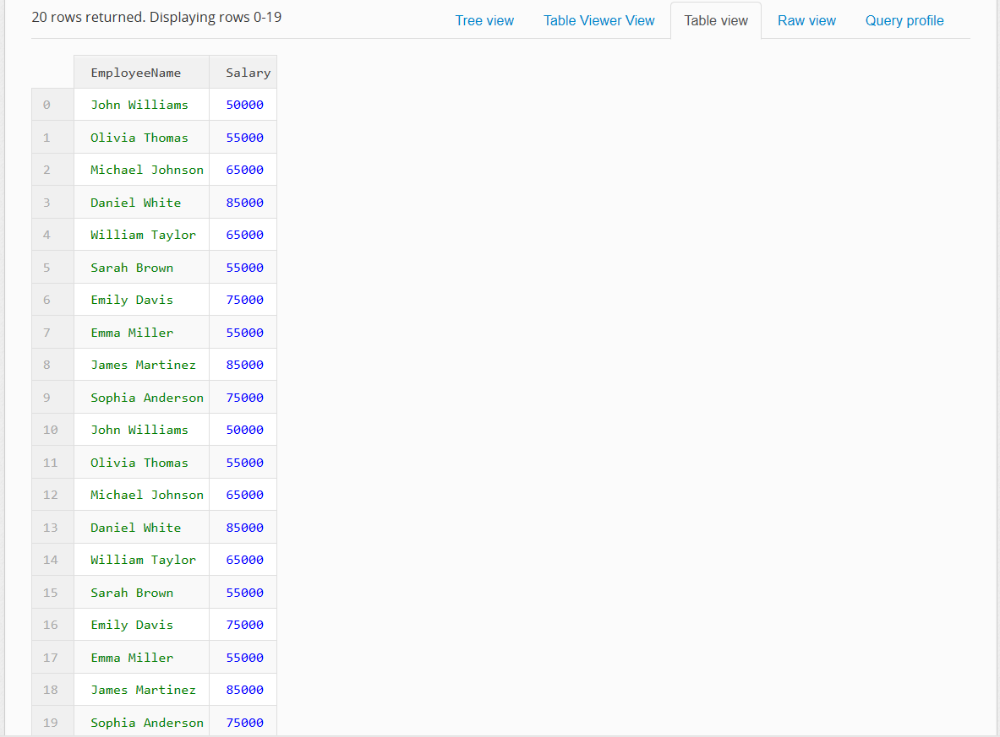 20 rows returned. Displaying rows 0-19 Tree view Table Viewer View Table view Raw view Query profile
EmployeeName Salary
0 John Williams 50000
1 Olivia Thomas 55000
2 Michael Johnson 65000
3 Daniel White 85000
4 William Taylor 65000
5 Sarah Brown 55000
6 Emily Davis 75000
7 Emma Miller 55000
8 James Martinez 85000
9 Sophia Anderson 75000
10 John Williams 50000
11 Olivia Thomas 55000
12 Michael Johnson 65000
13 Daniel White 85000
14 William Taylor 65000
15 Sarah Brown 55000
16 Emily Davis 75000
17 Emma Miller 55000
18 James Martinez 85000
19 Sophia Anderson 75000